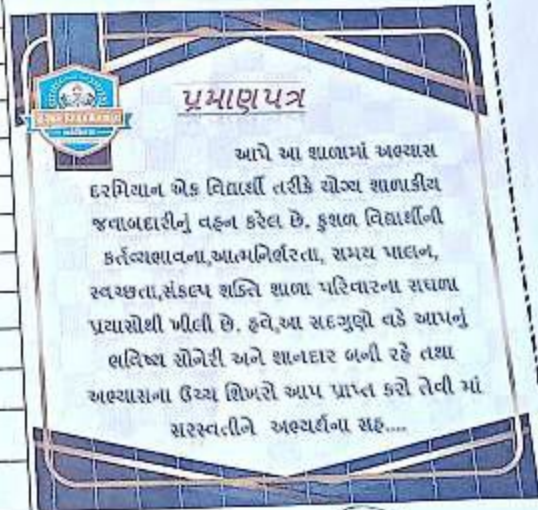 પ્રમાણપત્ર
આપે આ શાળામાં અભ્યાસ
દરમિયાન એક વિદ્યાર્થી તરીકે યોગ્ય શાળાકીય
જવાબદારીનું વહન કરેલ છે. કુશળ વિદ્યાર્થીની
કર્તવ્યભાવના,આત્મનિર્ભરતા, સમય પાલન,
સ્વચ્છતા,સંકલ્પ શક્તિ શાળા પરિવારના સઘળા
પ્રયાસોથી ખીલી છે. હવે,આ સદગુણો વડે આપનું
ભવિષ્ય સોનેરી અને શાનદાર બની રહે તથા
અભ્યાસના ઉચ્ચ શિખરો આપ પ્રાપ્ત કરો તેવી માં
સરસ્વતીને અભ્યર્થના સહ....